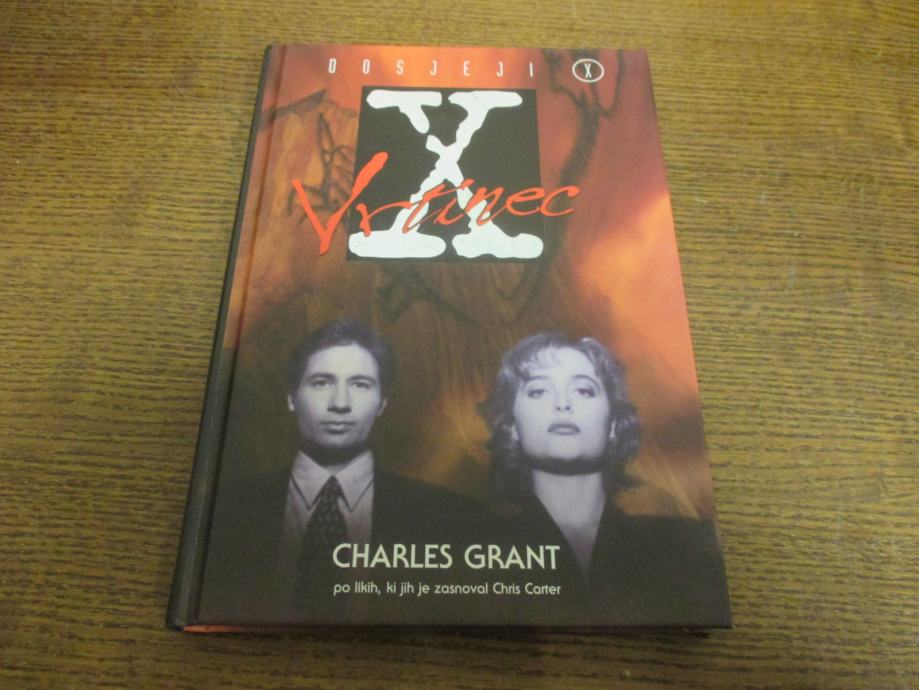 DOSJEJI X
X
Vrtinec
CHARLES GRANT
po likih, ki jih je zasnoval Chris Carter